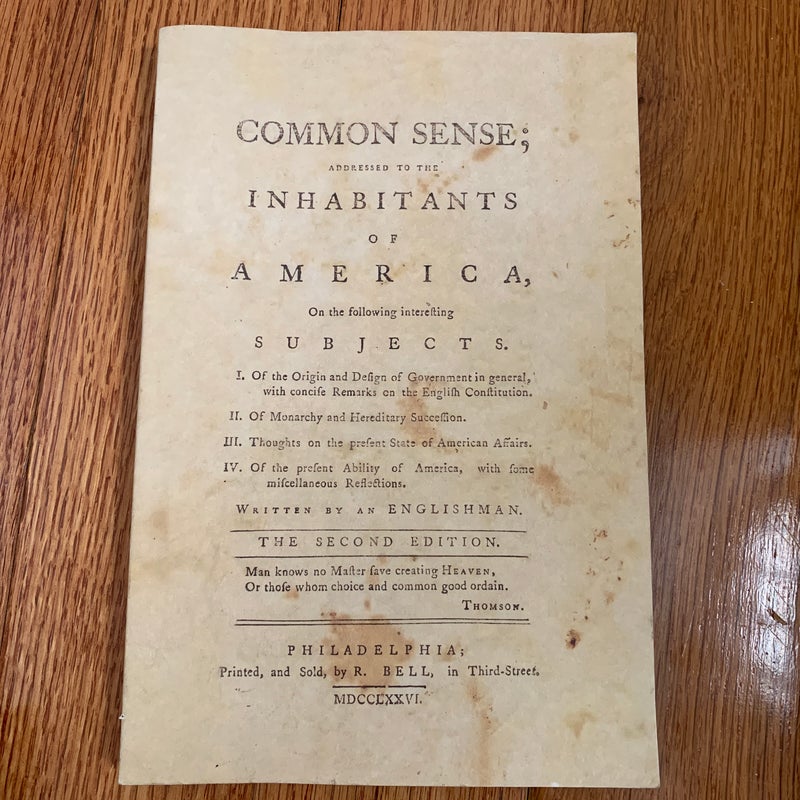 COMMON SENSE;
ADDRESSED TO THE
INHABITANTS
OF
AMERICA,
On the following intereſting
SUBJECTS.
I. Of the Origin and Deſign of Government in general,
with conciſe Remarks on the Engliſh Conſtitution.
II. Of Monarchy and Hereditary Succeſſion.
III. Thoughts on the preſent State of American Affairs.
IV. Of the preſent Ability of America, with ſome
miſcellaneous Reflections.
WRITTEN BY AN ENGLISHMAN.
THE SECOND EDITION.
Man knows no Maſter ſave creating HEAVEN,
Or thoſe whom choice and common good ordain.
THOMSON.
PHILADELPHIA;
Printed, and Sold, by R. BELL, in Third-Street.
MDCCLXXVI.